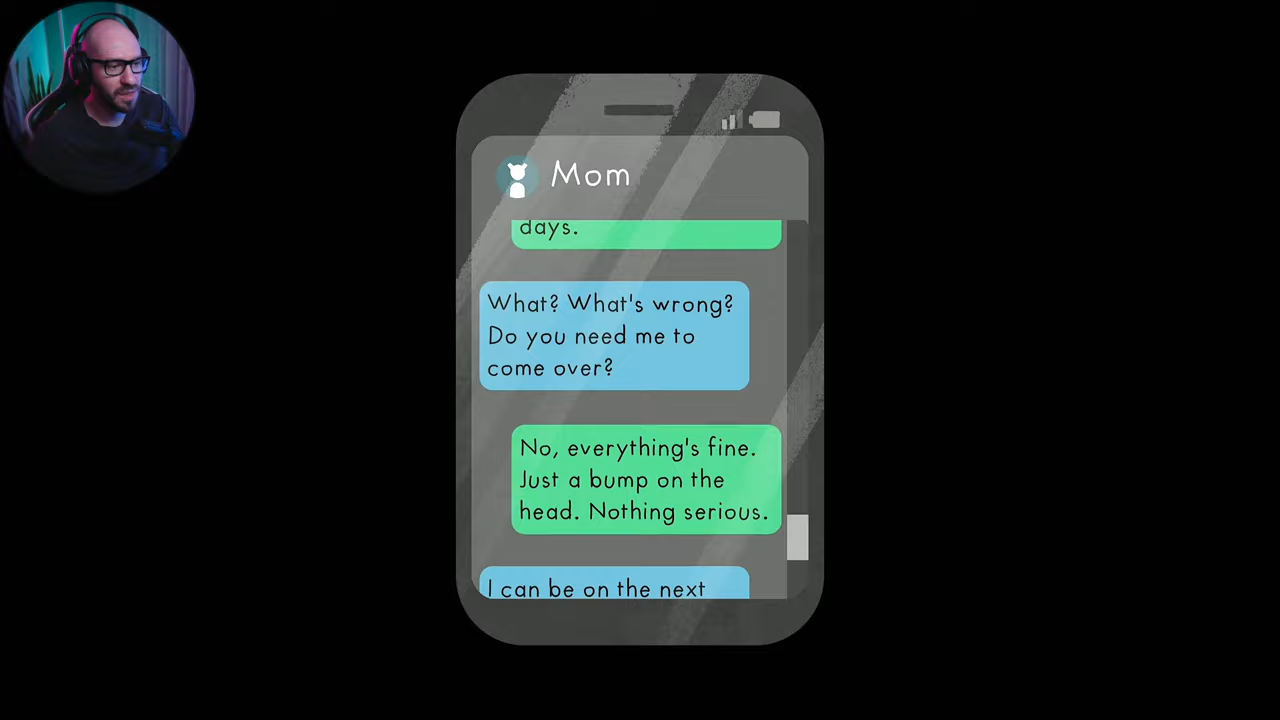 Mom
days.
What? What's wrong?
Do you need me to
come over?
No, everything's fine.
Just a bump on the
head. Nothing serious.
I can be on the next